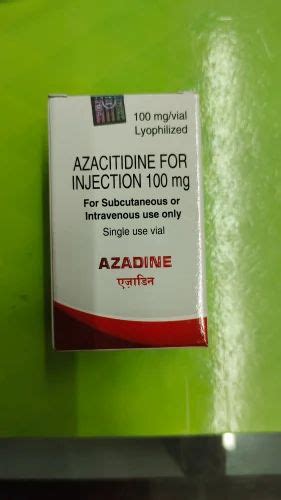 100 mg/vial
Lyophilized
AZACITIDINE FOR
INJECTION 100 mg
For Subcutaneous or
Intravenous use only
Single use vial
AZADINE
एज़ाडिन